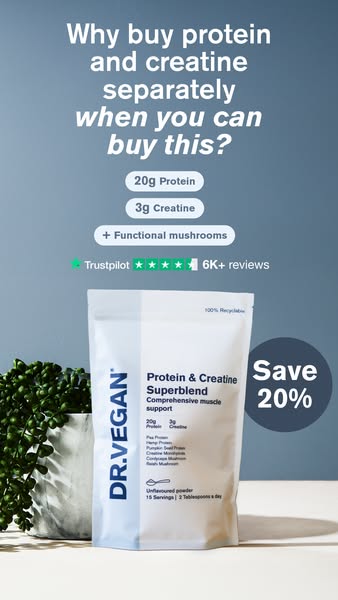 Why buy protein
and creatine
separately
when you can
buy this?
20g Protein
3g Creatine
+ Functional mushrooms
Trustpilot 6K+ reviews
100% Recyclable
DR.VEGAN®
Protein & Creatine
Superblend
Comprehensive muscle
support
20g 3g
Protein Creatine
Pea Protein
Hemp Protein
Pumpkin Seed Protein
Creatine Monohydrate
Cordyceps Mushroom
Reishi Mushroom
Unflavoured powder
15 Servings | 2 Tablespoons a day
Save
20%